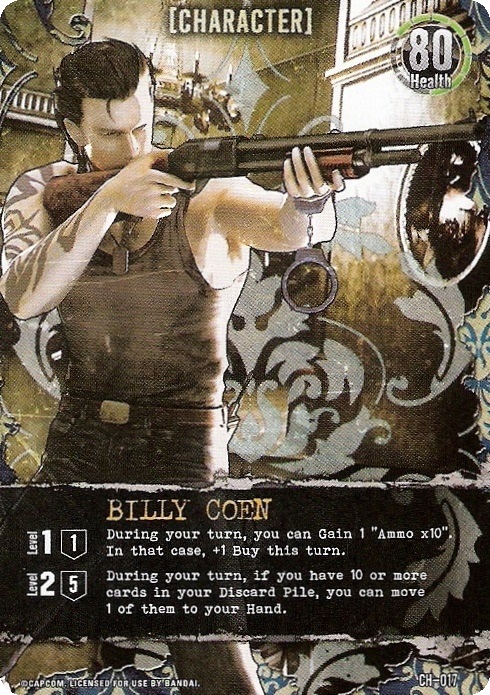 [CHARACTER]
80
Health
BILLY COEN
Level 1 1 During your turn, you can Gain 1 "Ammo x10".
In that case, +1 Buy this turn.
Level 2 5 During your turn, if you have 10 or more
cards in your Discard Pile, you can move
1 of them to your Hand.
©CAPCOM. LICENSED FOR USE BY BANDAI.
CH-017